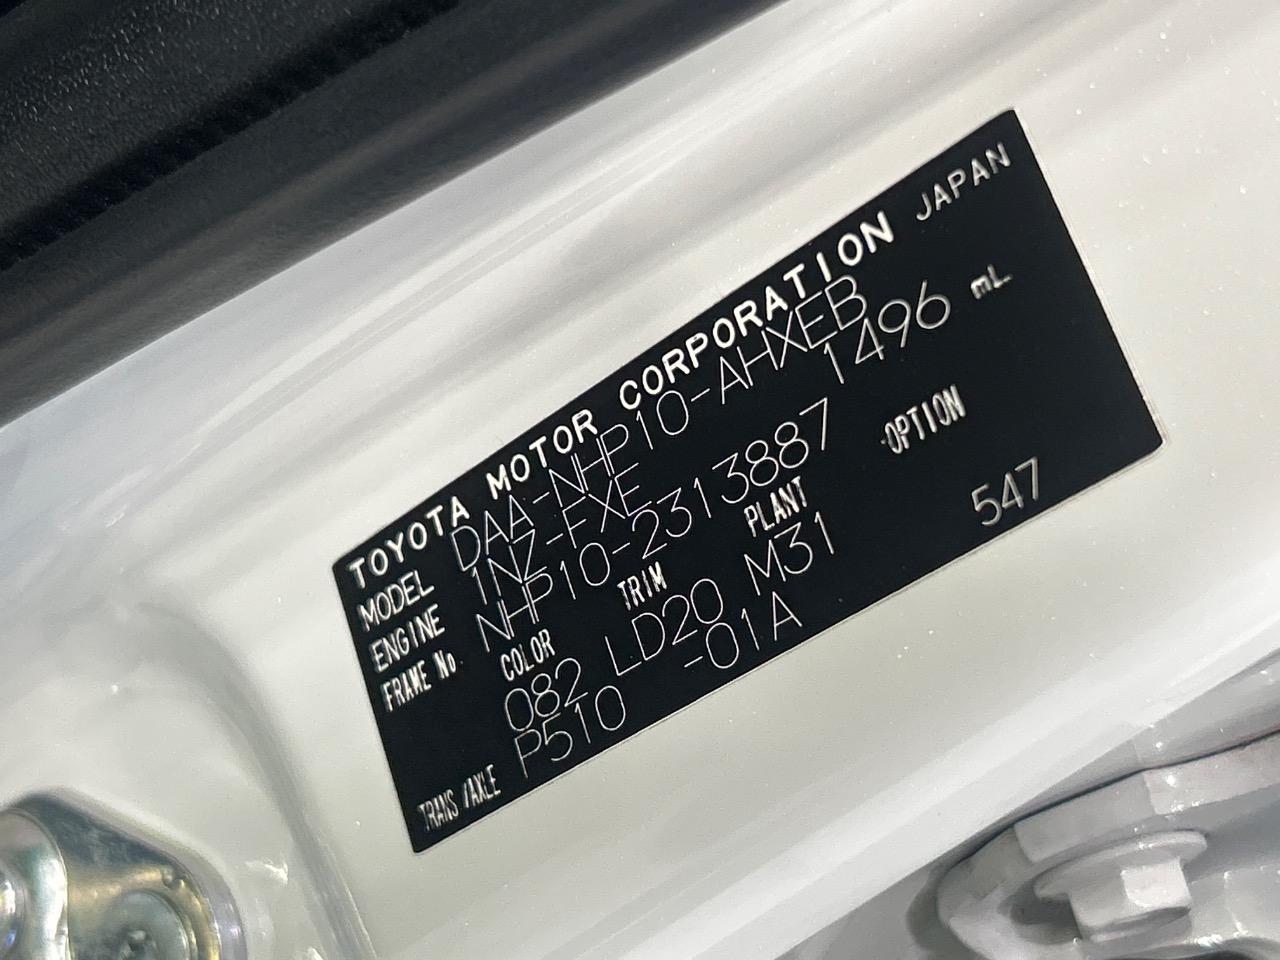 TOYOTA MOTOR CORPORATION JAPAN
MODEL DAA-NHP10-AHXEB
ENGINE 1NZ-FXE 1496 mL
FRAME No. NHP10-2313887
COLOR TRIM PLANT OPTION
082 LD20 M31 547
TRANS/AXLE P510 -01A